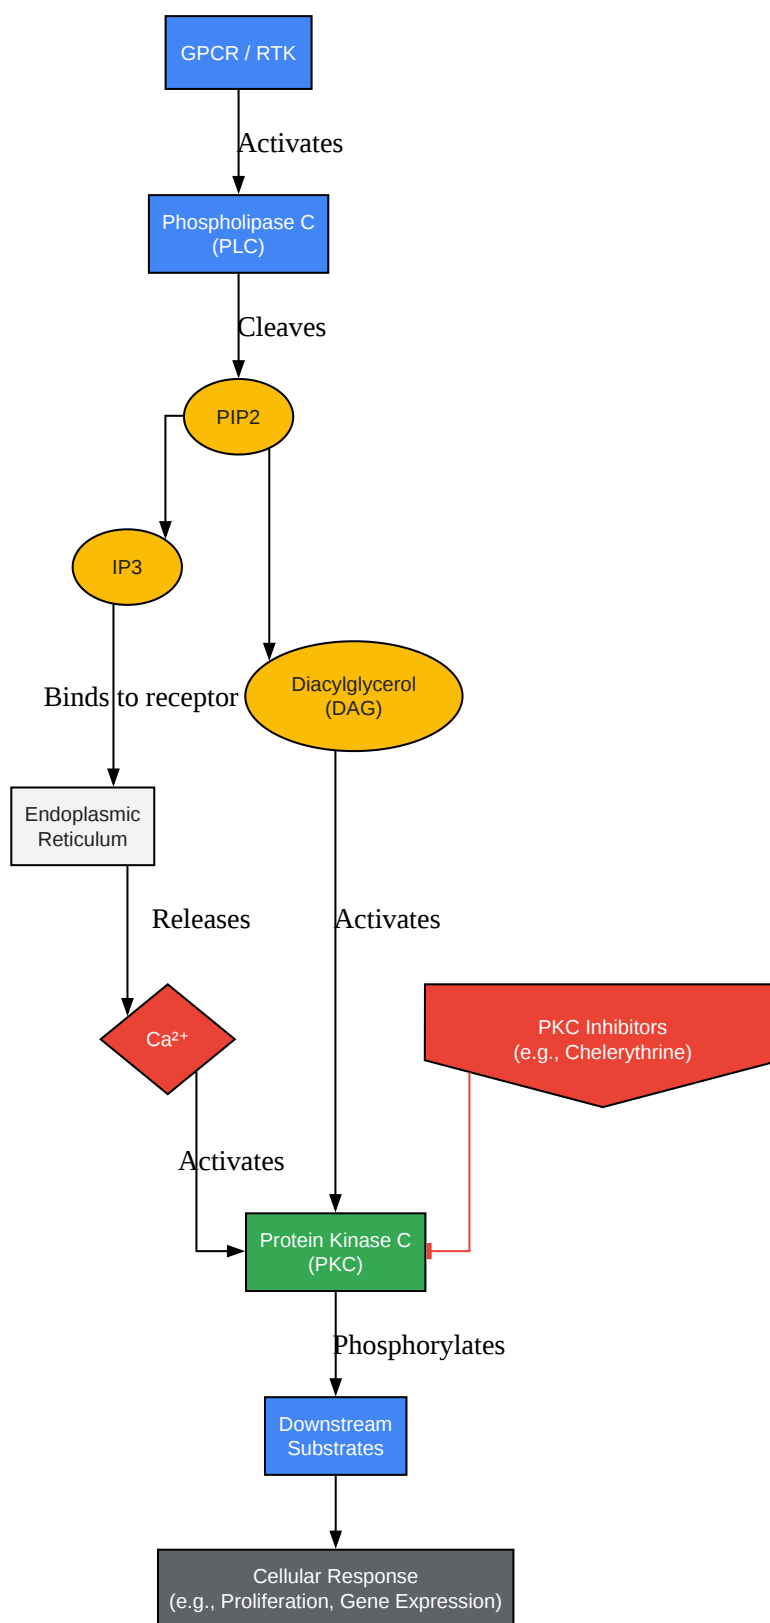 GPCR / RTK
Activates
Phospholipase C
(PLC)
Cleaves
PIP2
IP3
Diacylglycerol
(DAG)
Binds to receptor
Endoplasmic
Reticulum
Releases
Activates
Ca²⁺
PKC Inhibitors
(e.g., Chelerythrine)
Activates
Protein Kinase C
(PKC)
Phosphorylates
Downstream
Substrates
Cellular Response
(e.g., Proliferation, Gene Expression)